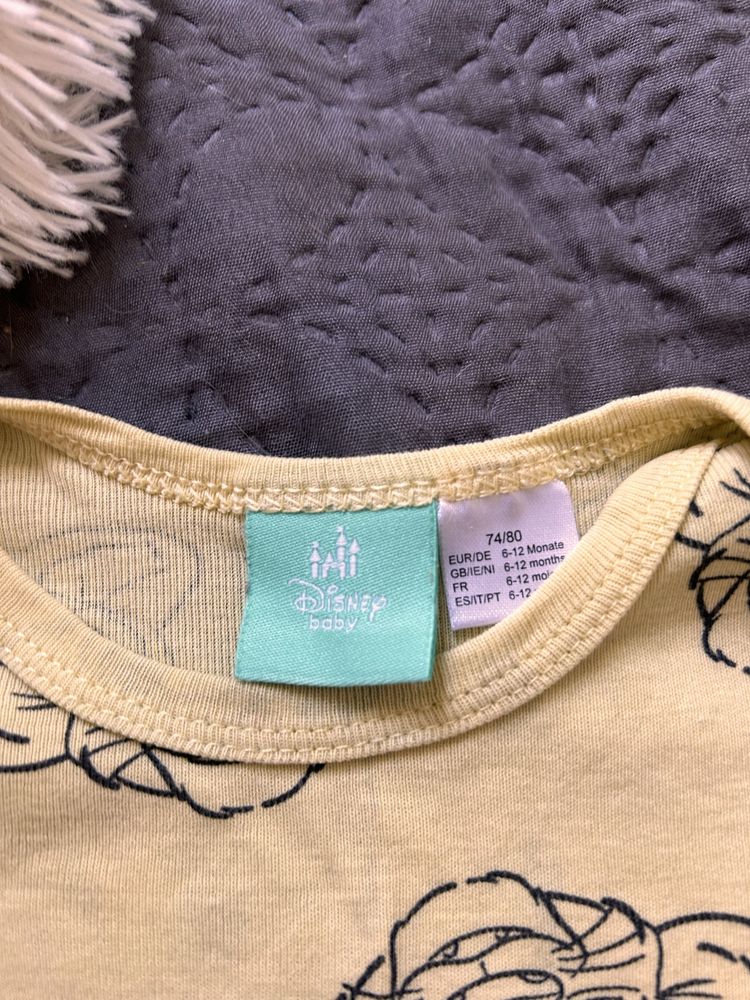 Disney
baby
74/80
EUR/DE 6-12 Monate
GB/IE/NI 6-12 months
FR 6-12
ES/IT/PT 6-12